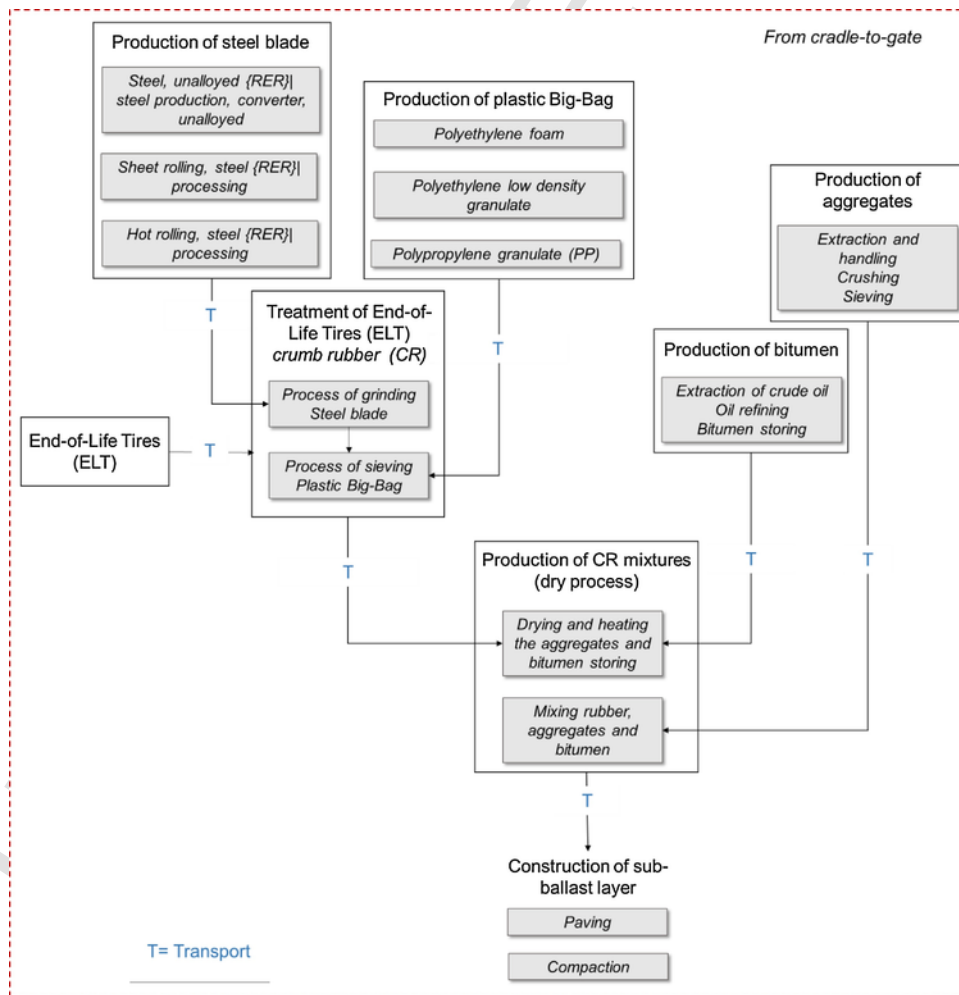 From cradle-to-gate
Production of steel blade
Steel, unalloyed {RER}|
steel production, converter,
unalloyed
Sheet rolling, steel {RER}|
processing
Hot rolling, steel {RER}|
processing
Production of plastic Big-Bag
Polyethylene foam
Polyethylene low density
granulate
Polypropylene granulate (PP)
Production of
aggregates
Extraction and
handling
Crushing
Sieving
T
T
Treatment of End-of-
Life Tires (ELT)
crumb rubber (CR)
Process of grinding
Steel blade
Process of sieving
Plastic Big-Bag
Production of bitumen
Extraction of crude oil
Oil refining
Bitumen storing
End-of-Life Tires
(ELT)
T
T
T
T
Production of CR mixtures
(dry process)
Drying and heating
the aggregates and
bitumen storing
Mixing rubber,
aggregates and
bitumen
T
Construction of sub-
ballast layer
Paving
Compaction
T= Transport